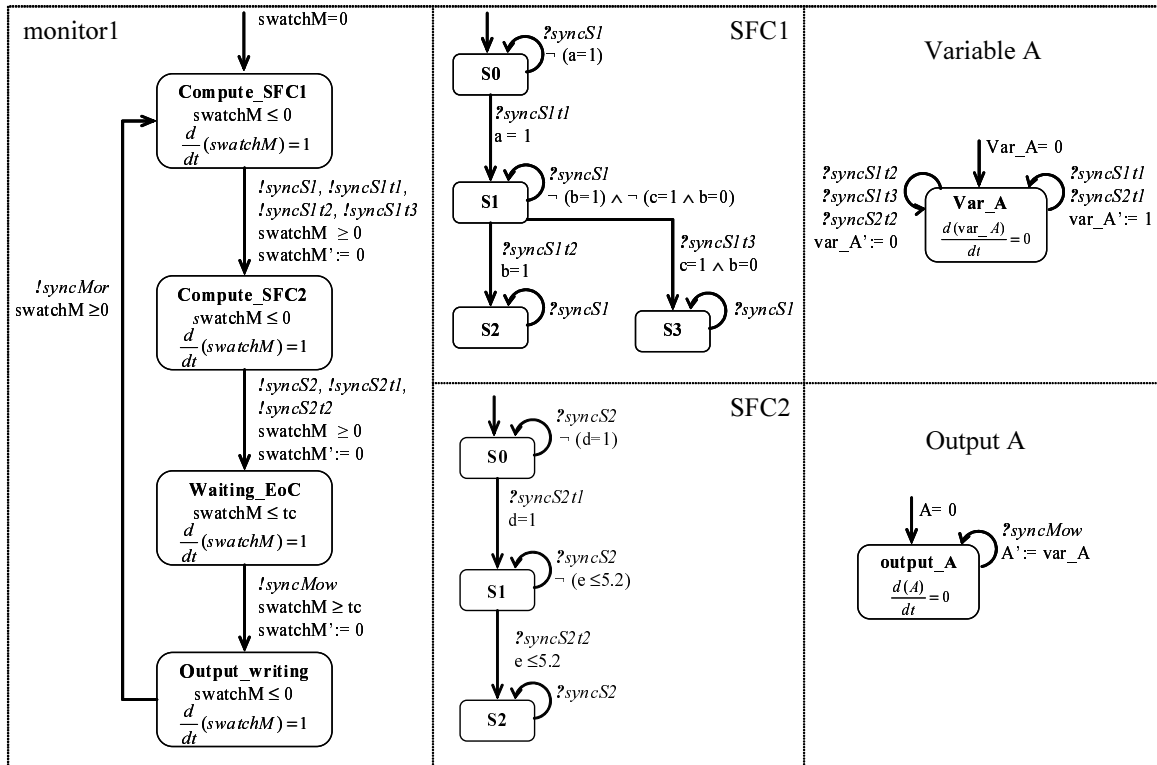 monitor1
swatchM=0
Compute_SFC1
swatchM ≤ 0
d/dt (swatchM) = 1
!syncS1, !syncS1t1,
!syncS1t2, !syncS1t3
swatchM ≥ 0
swatchM' := 0
!syncMor
swatchM ≥0
Compute_SFC2
swatchM ≤ 0
d/dt (swatchM) = 1
!syncS2, !syncS2t1,
!syncS2t2
swatchM ≥ 0
swatchM' := 0
Waiting_EoC
swatchM ≤ tc
d/dt (swatchM) = 1
!syncMow
swatchM ≥ tc
swatchM' := 0
Output_writing
swatchM ≤ 0
d/dt (swatchM) = 1
SFC1
?syncS1
¬ (a=1)
S0
?syncS1t1
a = 1
?syncS1
¬ (b=1) ∧ ¬ (c=1 ∧ b=0)
S1
?syncS1t2
b=1
?syncS1t3
c=1 ∧ b=0
S2
?syncS1
S3
?syncS1
SFC2
?syncS2
¬ (d=1)
S0
?syncS2t1
d=1
?syncS2
¬ (e ≤5.2)
S1
?syncS2t2
e ≤5.2
?syncS2
S2
Variable A
Var_A= 0
?syncS1t2
?syncS1t3
?syncS2t2
var_A' := 0
Var_A
d(var_A)/dt = 0
?syncS1t1
?syncS2t1
var_A' := 1
Output A
A= 0
?syncMow
A' := var_A
output_A
d(A)/dt = 0